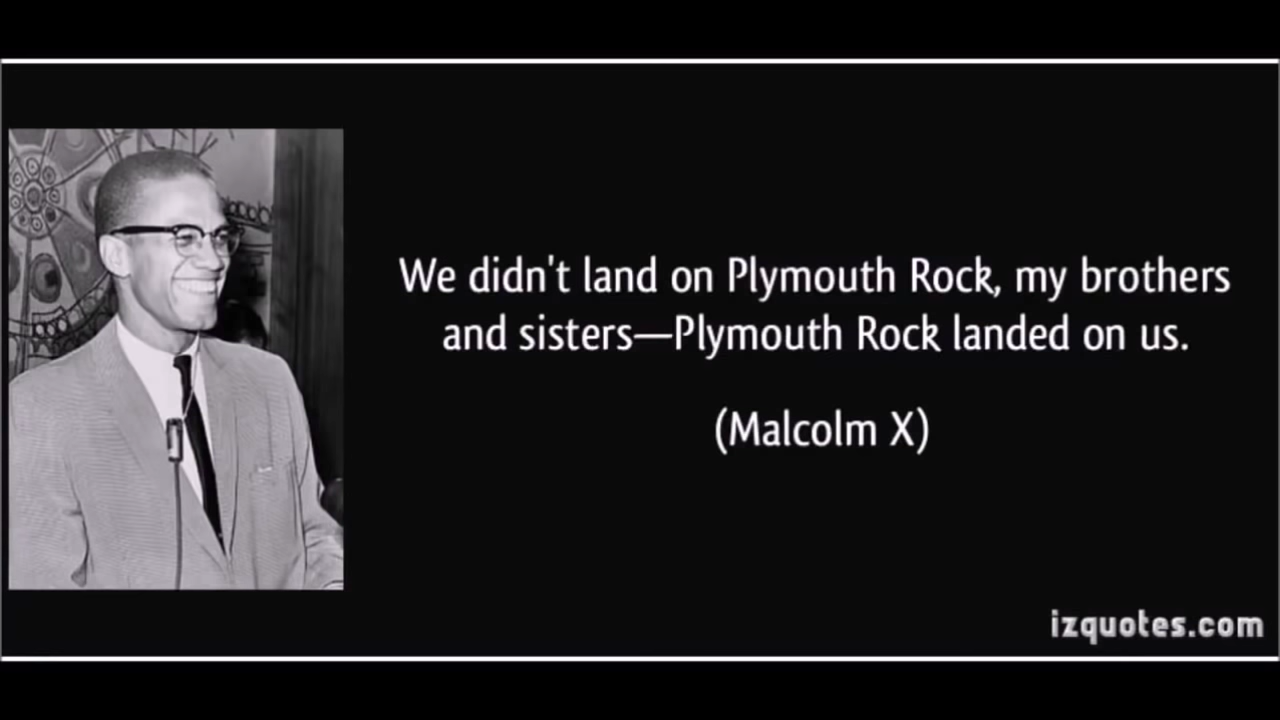 We didn't land on Plymouth Rock, my brothers
and sisters—Plymouth Rock landed on us.
(Malcolm X)
izquotes.com